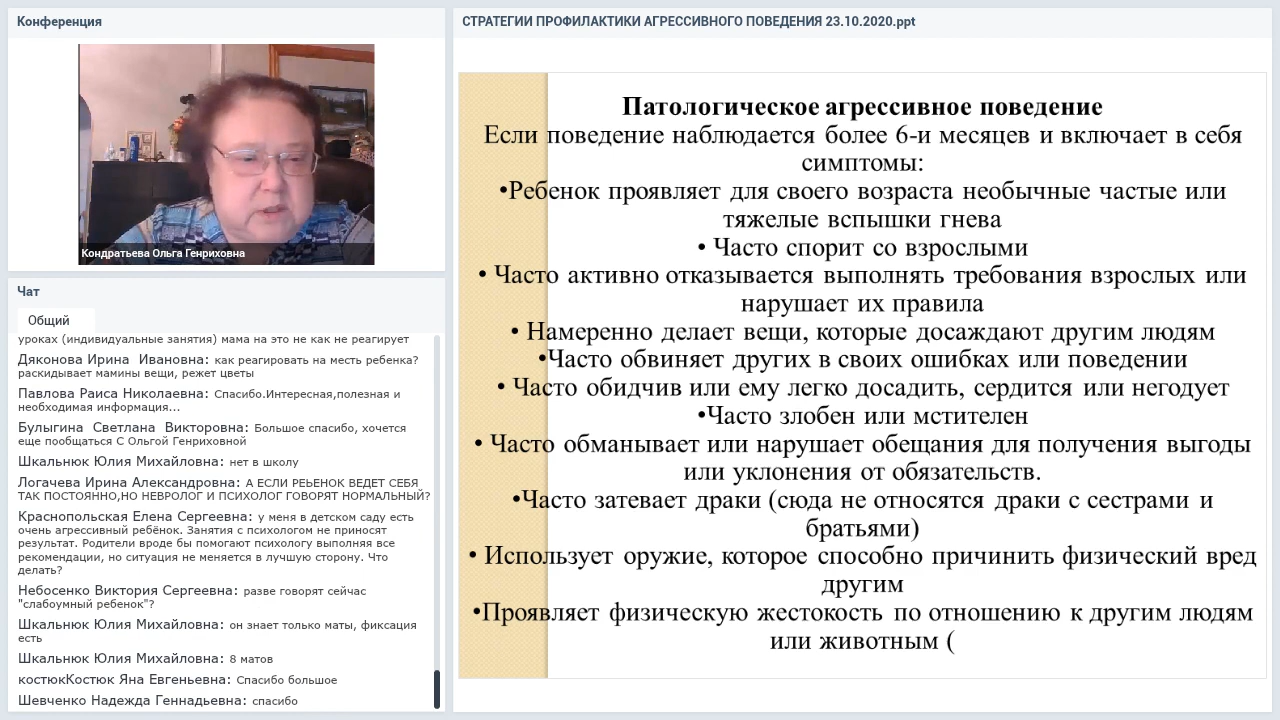 Конференция
Кондратьева Ольга Генриховна
Чат
Общий
уроках (индивидуальные занятия) мама на это не как не реагирует
Дяконова Ирина Ивановна: как реагировать на месть ребенка?
раскидывает мамины вещи, режет цветы
Павлова Раиса Николаевна: Спасибо.Интересная,полезная и
необходимая информация...
Булыгина Светлана Викторовна: Большое спасибо, хочется
еще пообщаться С Ольгой Генриховной
Шкальнюк Юлия Михайловна: нет в школу
Логачева Ирина Александровна: А ЕСЛИ РЕЬЕНОК ВЕДЕТ СЕБЯ
ТАК ПОСТОЯННО,НО НЕВРОЛОГ И ПСИХОЛОГ ГОВОРЯТ НОРМАЛЬНЫЙ?
Краснопольская Елена Сергеевна: у меня в детском саду есть
очень агрессивный ребёнок. Занятия с психологом не приносят
результат. Родители вроде бы помогают психологу выполняя все
рекомендации, но ситуация не меняется в лучшую сторону. Что
делать?
Небосенко Виктория Сергеевна: разве говорят сейчас
"слабоумный ребенок"?
Шкальнюк Юлия Михайловна: он знает только маты, фиксация
есть
Шкальнюк Юлия Михайловна: 8 матов
костюкКостюк Яна Евгеньевна: Спасибо большое
Шевченко Надежда Геннадьевна: спасибо
СТРАТЕГИИ ПРОФИЛАКТИКИ АГРЕССИВНОГО ПОВЕДЕНИЯ 23.10.2020.ppt
Патологическое агрессивное поведение
Если поведение наблюдается более 6-и месяцев и включает в себя
симптомы:
•Ребенок проявляет для своего возраста необычные частые или
тяжелые вспышки гнева
• Часто спорит со взрослыми
• Часто активно отказывается выполнять требования взрослых или
нарушает их правила
• Намеренно делает вещи, которые досаждают другим людям
•Часто обвиняет других в своих ошибках или поведении
• Часто обидчив или ему легко досадить, сердится или негодует
•Часто злобен или мстителен
• Часто обманывает или нарушает обещания для получения выгоды
или уклонения от обязательств.
•Часто затевает драки (сюда не относятся драки с сестрами и
братьями)
• Использует оружие, которое способно причинить физический вред
другим
•Проявляет физическую жестокость по отношению к другим людям
или животным (